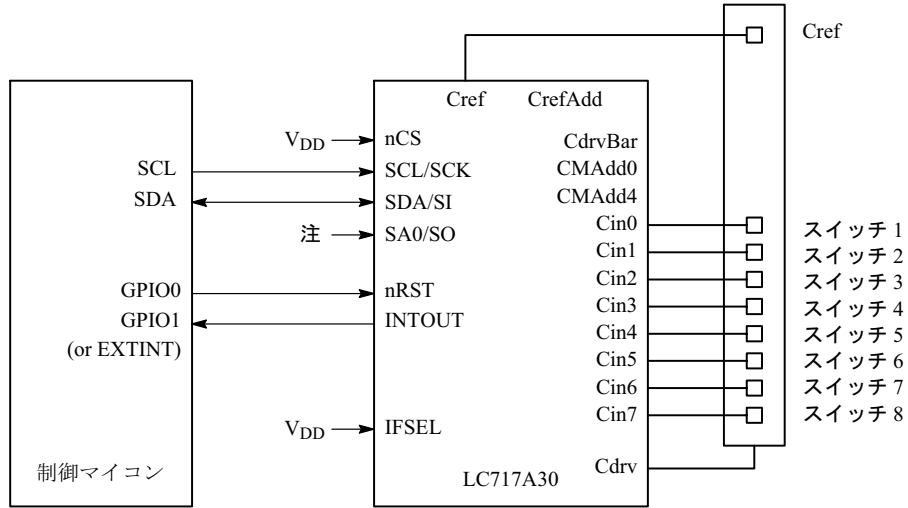 Cref
Cref CrefAdd
V_DD nCS CdrvBar
SCL SCL/SCK CMAdd0
SDA SDA/SI CMAdd4
注 SA0/SO Cin0 スイッチ 1
Cin1 スイッチ 2
Cin2 スイッチ 3
GPIO0 nRST Cin3 スイッチ 4
GPIO1 INTOUT Cin4 スイッチ 5
(or EXTINT) Cin5 スイッチ 6
Cin6 スイッチ 7
V_DD IFSEL Cin7 スイッチ 8
制御マイコン LC717A30 Cdrv